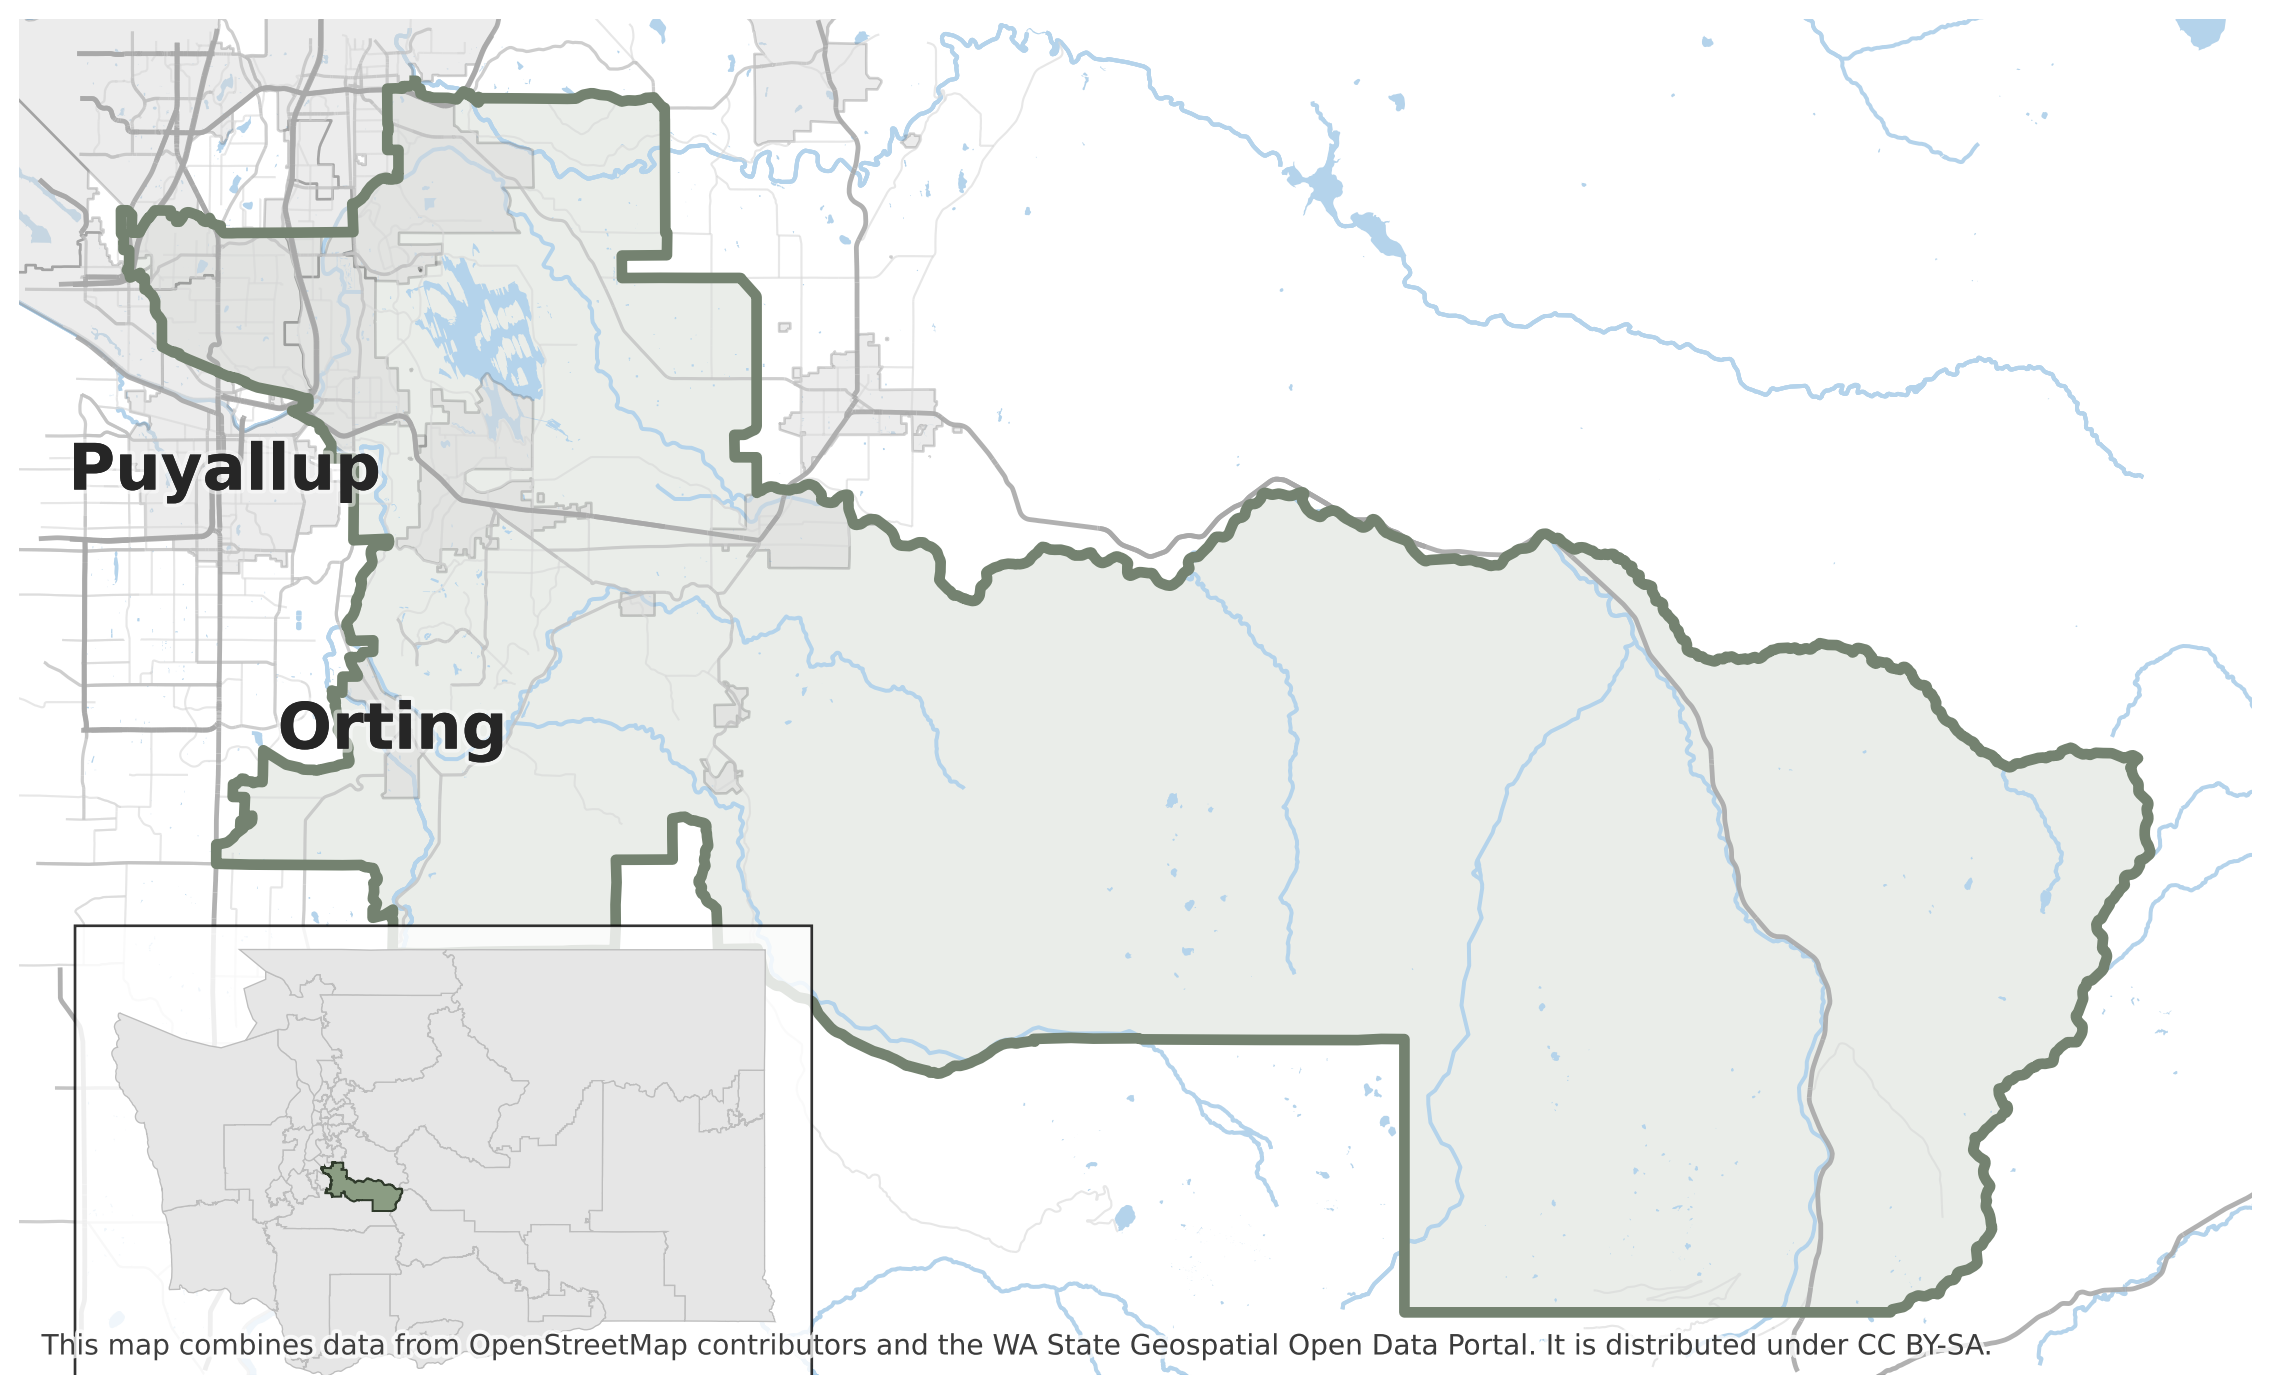 Puyallup
Orting
This map combines data from OpenStreetMap contributors and the WA State Geospatial Open Data Portal. It is distributed under CC BY-SA.